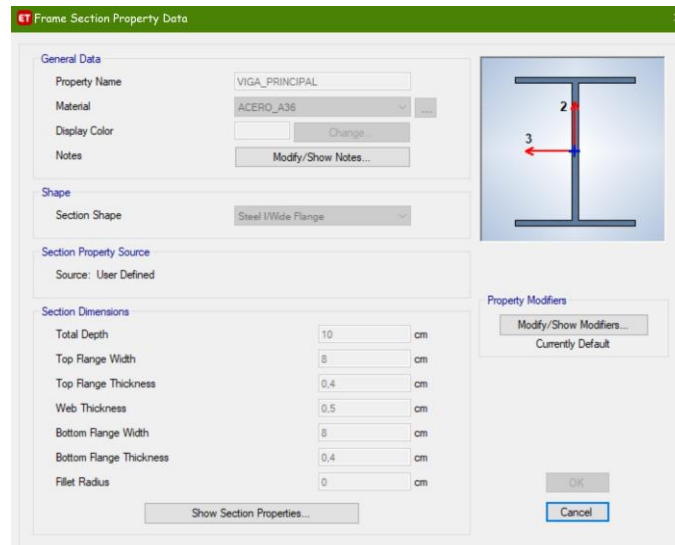 ET Frame Section Property Data
General Data
Property Name VIGA_PRINCIPAL
Material ACERO_A36 ...
Display Color Change...
Notes Modify/Show Notes...
2
3
Shape
Section Shape Steel I/Wide Flange
Section Property Source
Source: User Defined
Property Modifiers
Modify/Show Modifiers...
Currently Default
Section Dimensions
Total Depth 10 cm
Top Flange Width 8 cm
Top Flange Thickness 0,4 cm
Web Thickness 0,5 cm
Bottom Flange Width 8 cm
Bottom Flange Thickness 0,4 cm
Fillet Radius 0 cm
Show Section Properties...
OK
Cancel